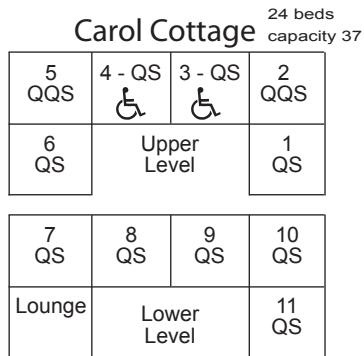 Carol Cottage
24 beds
capacity 37
5
QQS
4 - QS
3 - QS
2
QQS
6
QS
Upper
Level
1
QS
7
QS
8
QS
9
QS
10
QS
Lounge
Lower
Level
11
QS